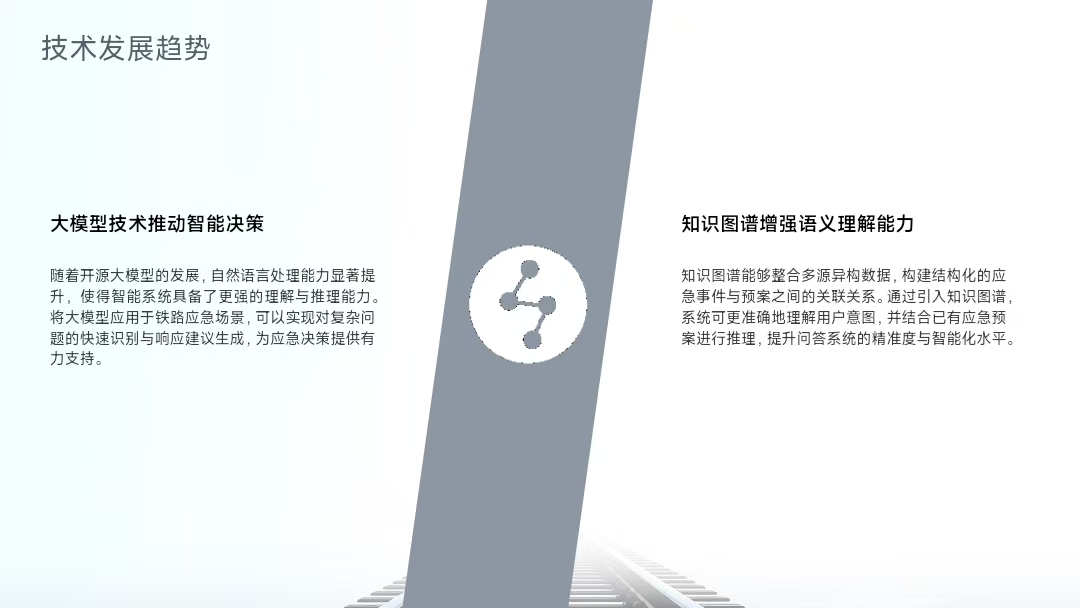 技术发展趋势
大模型技术推动智能决策
随着开源大模型的发展，自然语言处理能力显著提
升，使得智能系统具备了更强的理解与推理能力。
将大模型应用于铁路应急场景，可以实现对复杂问
题的快速识别与响应建议生成，为应急决策提供有
力支持。
知识图谱增强语义理解能力
知识图谱能够整合多源异构数据，构建结构化的应
急事件与预案之间的关联关系。通过引入知识图谱，
系统可更准确地理解用户意图，并结合已有应急预
案进行推理，提升问答系统的精准度与智能化水平。